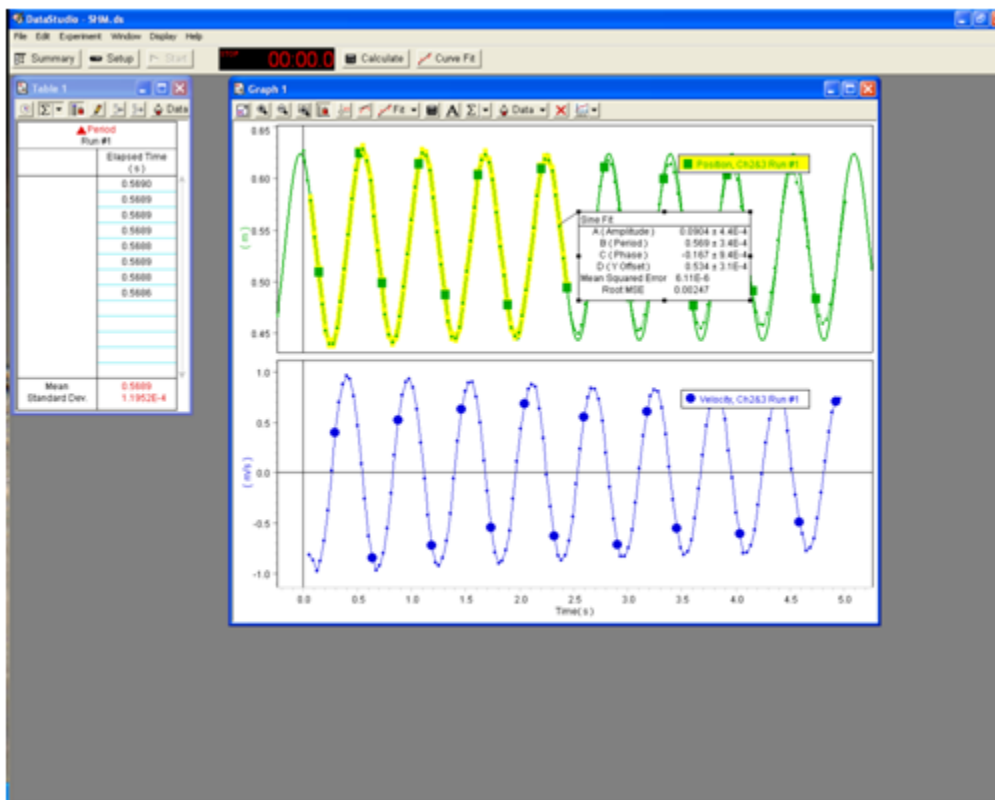 DataStudio - SHM.ds
File Edit Experiment Window Display Help
Summary Setup Start 00:00.0 Calculate Curve Fit
Table 1
Σ Data
Period
Run #1
Elapsed Time
( s )
0.5690
0.5689
0.5689
0.5689
0.5688
0.5689
0.5688
0.5686
Mean 0.5689
Standard Dev. 1.1952E-4
Graph 1
Fit A Σ Data
0.65
0.60
0.55
0.50
0.45
( m )
Position, Ch2&3 Run #1
Sine Fit
A ( Amplitude ) 0.0904 ± 4.4E-4
B ( Period ) 0.569 ± 3.4E-4
C ( Phase ) -0.167 ± 9.4E-4
D ( Y Offset ) 0.534 ± 3.1E-4
Mean Squared Error 6.11E-6
Root MSE 0.00247
1.0
0.5
0.0
-0.5
-1.0
( m/s )
Velocity, Ch2&3 Run #1
0.0 0.5 1.0 1.5 2.0 2.5 3.0 3.5 4.0 4.5 5.0
Time( s )